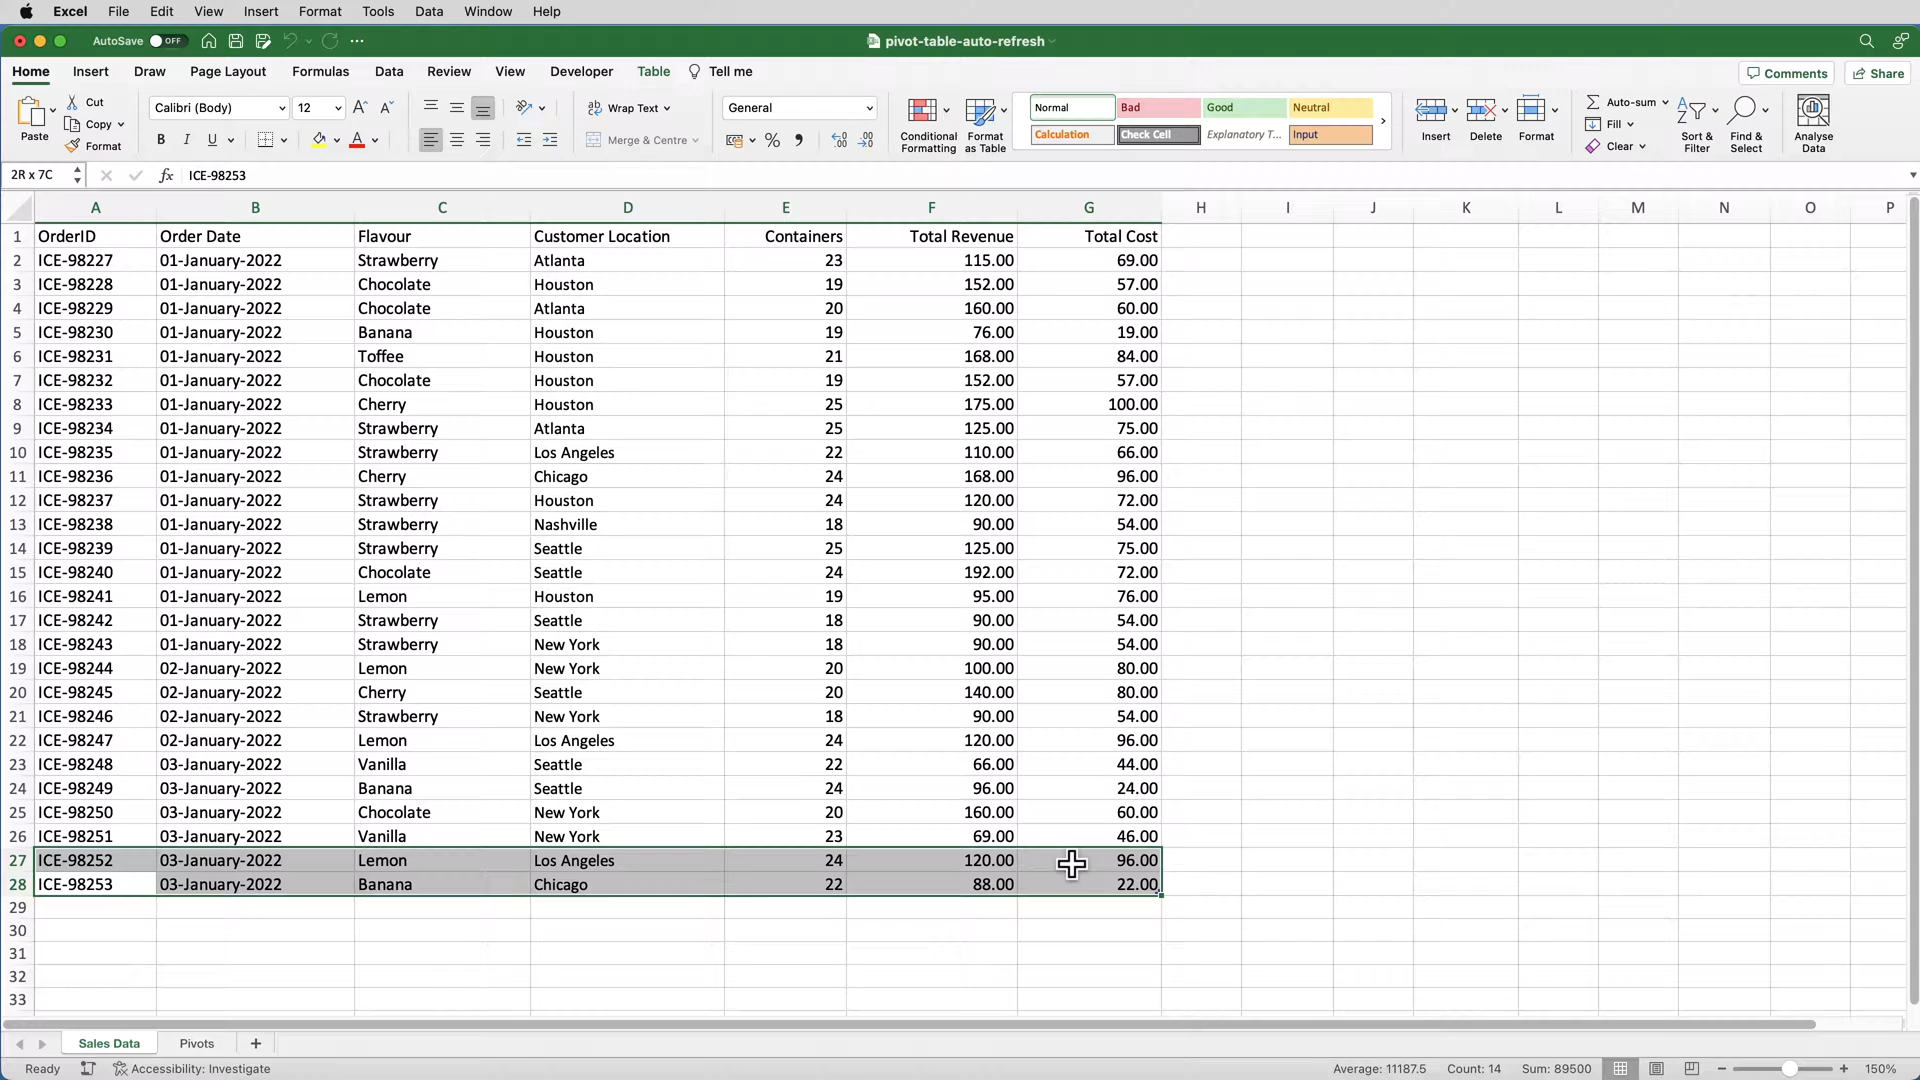 Excel File Edit View Insert Format Tools Data Window Help
AutoSave OFF pivot-table-auto-refresh
Home Insert Draw Page Layout Formulas Data Review View Developer Table Tell me Comments Share
Paste Cut Copy Format
Calibri (Body) 12 A A
B I U A
Wrap Text
Merge & Centre
General
% 9
Conditional Formatting
Format as Table
Normal Bad Good Neutral
Calculation Check Cell Explanatory T... Input
Insert Delete Format
Auto-sum
Fill
Clear
Sort & Filter
Find & Select
Analyse Data
2R x 7C fx ICE-98253
A B C D E F G H I J K L M N O P
1 OrderID Order Date Flavour Customer Location Containers Total Revenue Total Cost
2 ICE-98227 01-January-2022 Strawberry Atlanta 23 115.00 69.00
3 ICE-98228 01-January-2022 Chocolate Houston 19 152.00 57.00
4 ICE-98229 01-January-2022 Chocolate Atlanta 20 160.00 60.00
5 ICE-98230 01-January-2022 Banana Houston 19 76.00 19.00
6 ICE-98231 01-January-2022 Toffee Houston 21 168.00 84.00
7 ICE-98232 01-January-2022 Chocolate Houston 19 152.00 57.00
8 ICE-98233 01-January-2022 Cherry Houston 25 175.00 100.00
9 ICE-98234 01-January-2022 Strawberry Atlanta 25 125.00 75.00
10 ICE-98235 01-January-2022 Strawberry Los Angeles 22 110.00 66.00
11 ICE-98236 01-January-2022 Cherry Chicago 24 168.00 96.00
12 ICE-98237 01-January-2022 Strawberry Houston 24 120.00 72.00
13 ICE-98238 01-January-2022 Strawberry Nashville 18 90.00 54.00
14 ICE-98239 01-January-2022 Strawberry Seattle 25 125.00 75.00
15 ICE-98240 01-January-2022 Chocolate Seattle 24 192.00 72.00
16 ICE-98241 01-January-2022 Lemon Houston 19 95.00 76.00
17 ICE-98242 01-January-2022 Strawberry Seattle 18 90.00 54.00
18 ICE-98243 01-January-2022 Strawberry New York 18 90.00 54.00
19 ICE-98244 02-January-2022 Lemon New York 20 100.00 80.00
20 ICE-98245 02-January-2022 Cherry Seattle 20 140.00 80.00
21 ICE-98246 02-January-2022 Strawberry New York 18 90.00 54.00
22 ICE-98247 02-January-2022 Lemon Los Angeles 24 120.00 96.00
23 ICE-98248 03-January-2022 Vanilla Seattle 22 66.00 44.00
24 ICE-98249 03-January-2022 Banana Seattle 24 96.00 24.00
25 ICE-98250 03-January-2022 Chocolate New York 20 160.00 60.00
26 ICE-98251 03-January-2022 Vanilla New York 23 69.00 46.00
27 ICE-98252 03-January-2022 Lemon Los Angeles 24 120.00 96.00
28 ICE-98253 03-January-2022 Banana Chicago 22 88.00 22.00
29
30
31
32
33
Sales Data Pivots +
Ready Accessibility: Investigate Average: 11187.5 Count: 14 Sum: 89500 150%